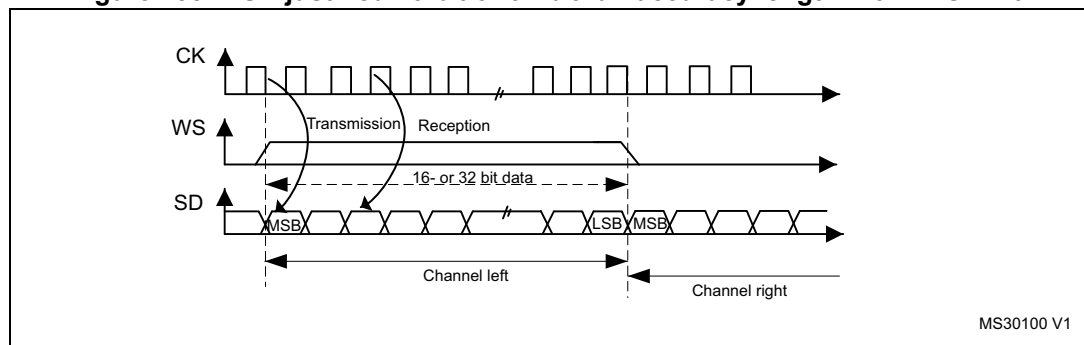 CK
WS
Transmission
Reception
16- or 32 bit data
SD
MSB
LSB
MSB
Channel left
Channel right
MS30100 V1